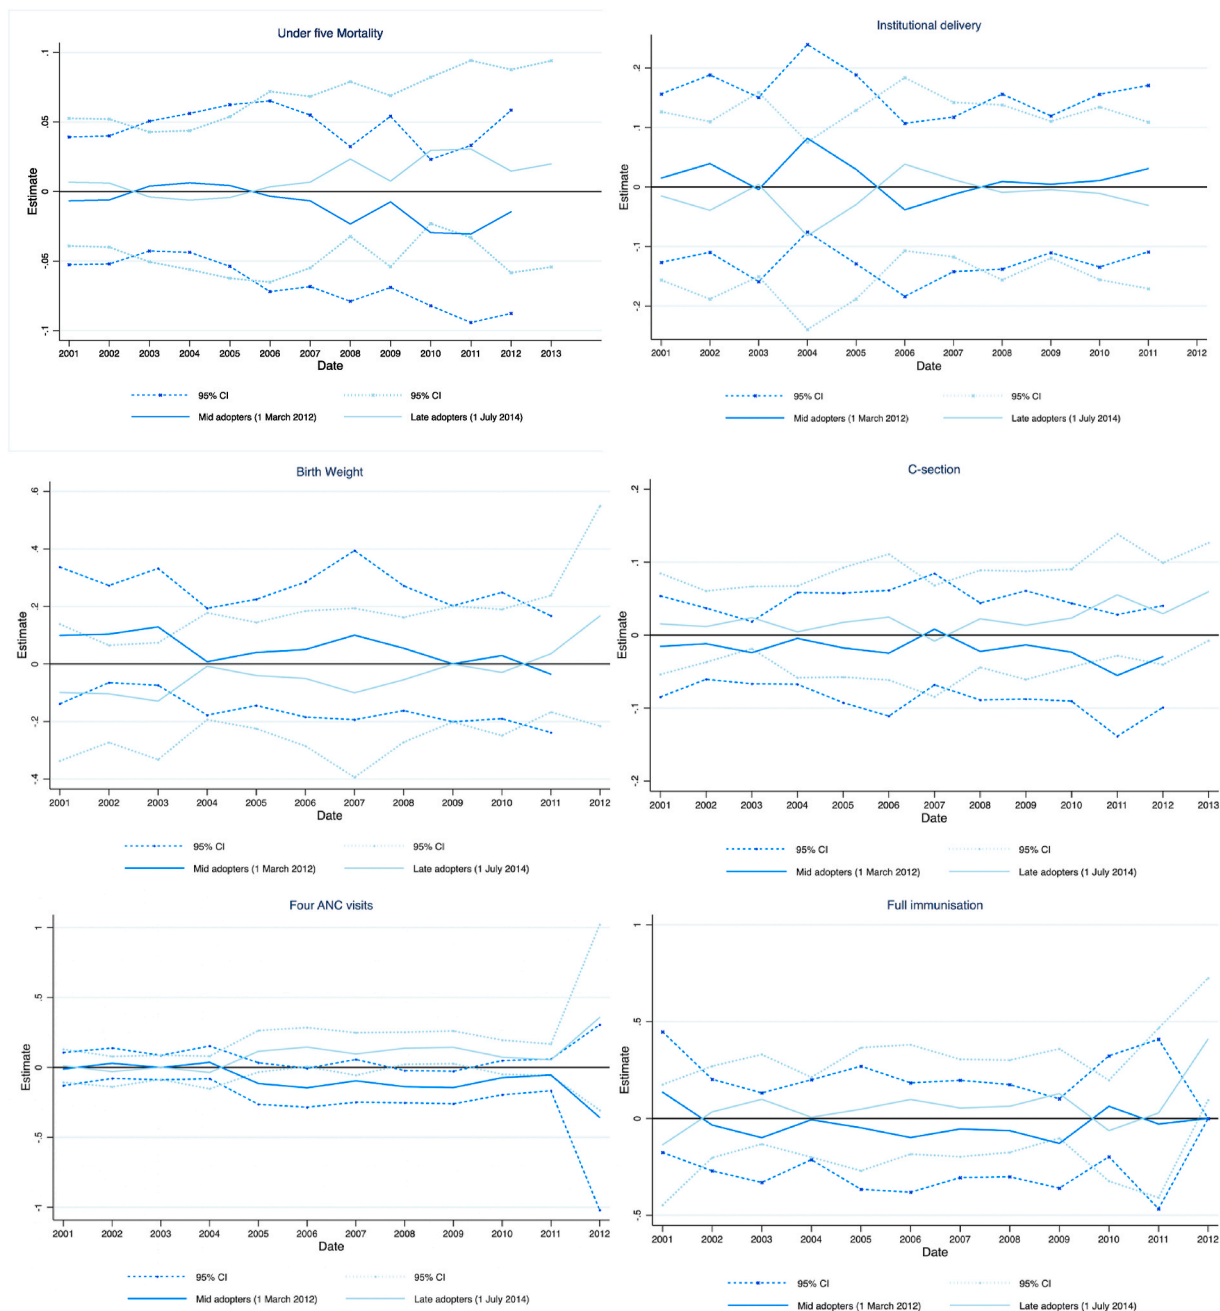 Under five Mortality
.1
.05
0
-.05
-.1
Estimate
2001 2002 2003 2004 2005 2006 2007 2008 2009 2010 2011 2012 2013
Date
95% CI 95% CI
Mid adopters (1 March 2012) Late adopters (1 July 2014)
Institutional delivery
.2
.1
0
-.1
-.2
Estimate
2001 2002 2003 2004 2005 2006 2007 2008 2009 2010 2011 2012
Date
95% CI 95% CI
Mid adopters (1 March 2012) Late adopters (1 July 2014)
Birth Weight
.6
.4
.2
0
-.2
-.4
Estimate
2001 2002 2003 2004 2005 2006 2007 2008 2009 2010 2011 2012
Date
95% CI 95% CI
Mid adopters (1 March 2012) Late adopters (1 July 2014)
C-section
.2
.1
0
-.1
-.2
Estimate
2001 2002 2003 2004 2005 2006 2007 2008 2009 2010 2011 2012 2013
Date
95% CI 95% CI
Mid adopters (1 March 2012) Late adopters (1 July 2014)
Four ANC visits
1
.5
0
-.5
-1
Estimate
2001 2002 2003 2004 2005 2006 2007 2008 2009 2010 2011 2012
Date
95% CI 95% CI
Mid adopters (1 March 2012) Late adopters (1 July 2014)
Full immunisation
1
.5
0
-.5
Estimate
2001 2002 2003 2004 2005 2006 2007 2008 2009 2010 2011 2012
Date
95% CI 95% CI
Mid adopters (1 March 2012) Late adopters (1 July 2014)